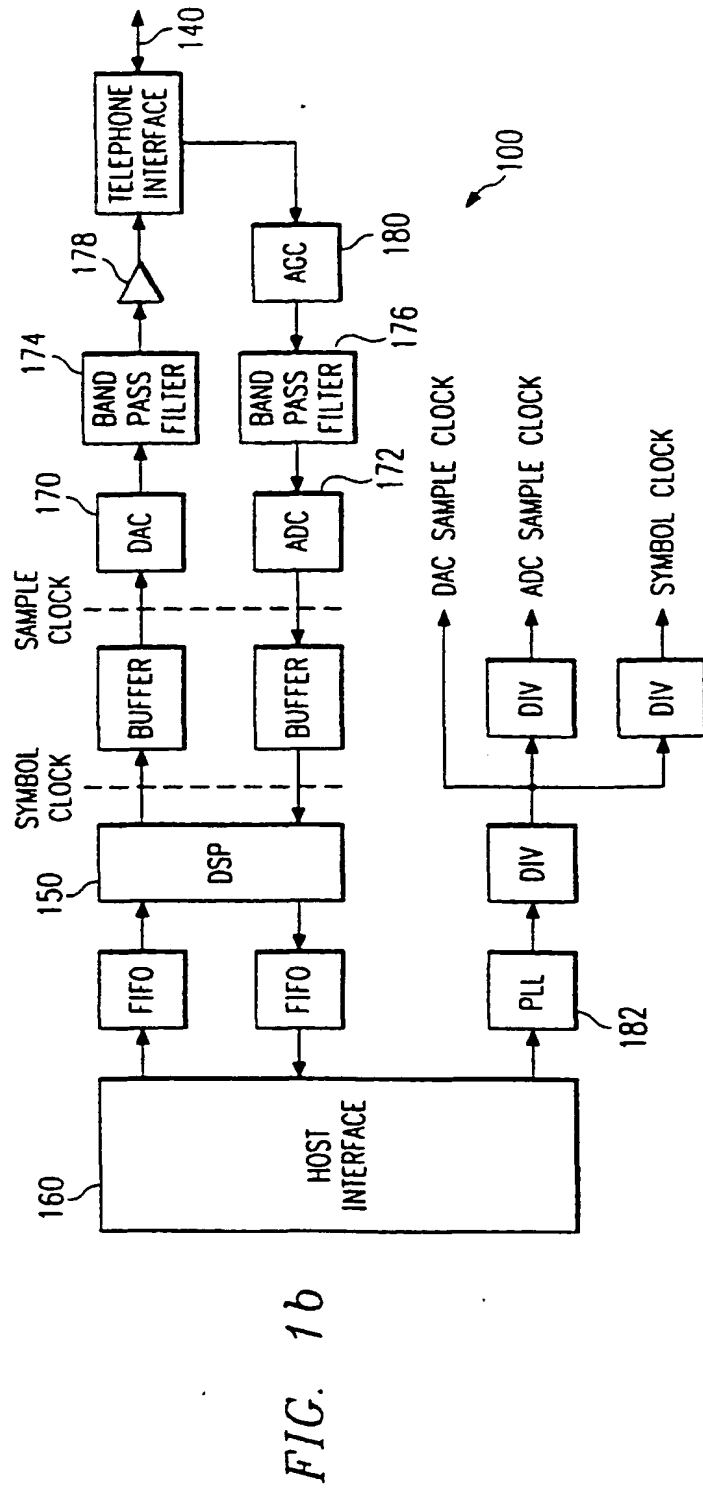 140
TELEPHONE
INTERFACE
178
174
BAND
PASS
FILTER
170
DAC
SAMPLE
CLOCK
BUFFER
SYMBOL
CLOCK
150
DSP
FIFO
160
HOST
INTERFACE
100
180
AGC
176
BAND
PASS
FILTER
172
ADC
BUFFER
FIFO
DAC SAMPLE CLOCK
ADC SAMPLE CLOCK
SYMBOL CLOCK
DIV
DIV
DIV
PLL
182
FIG. 1b